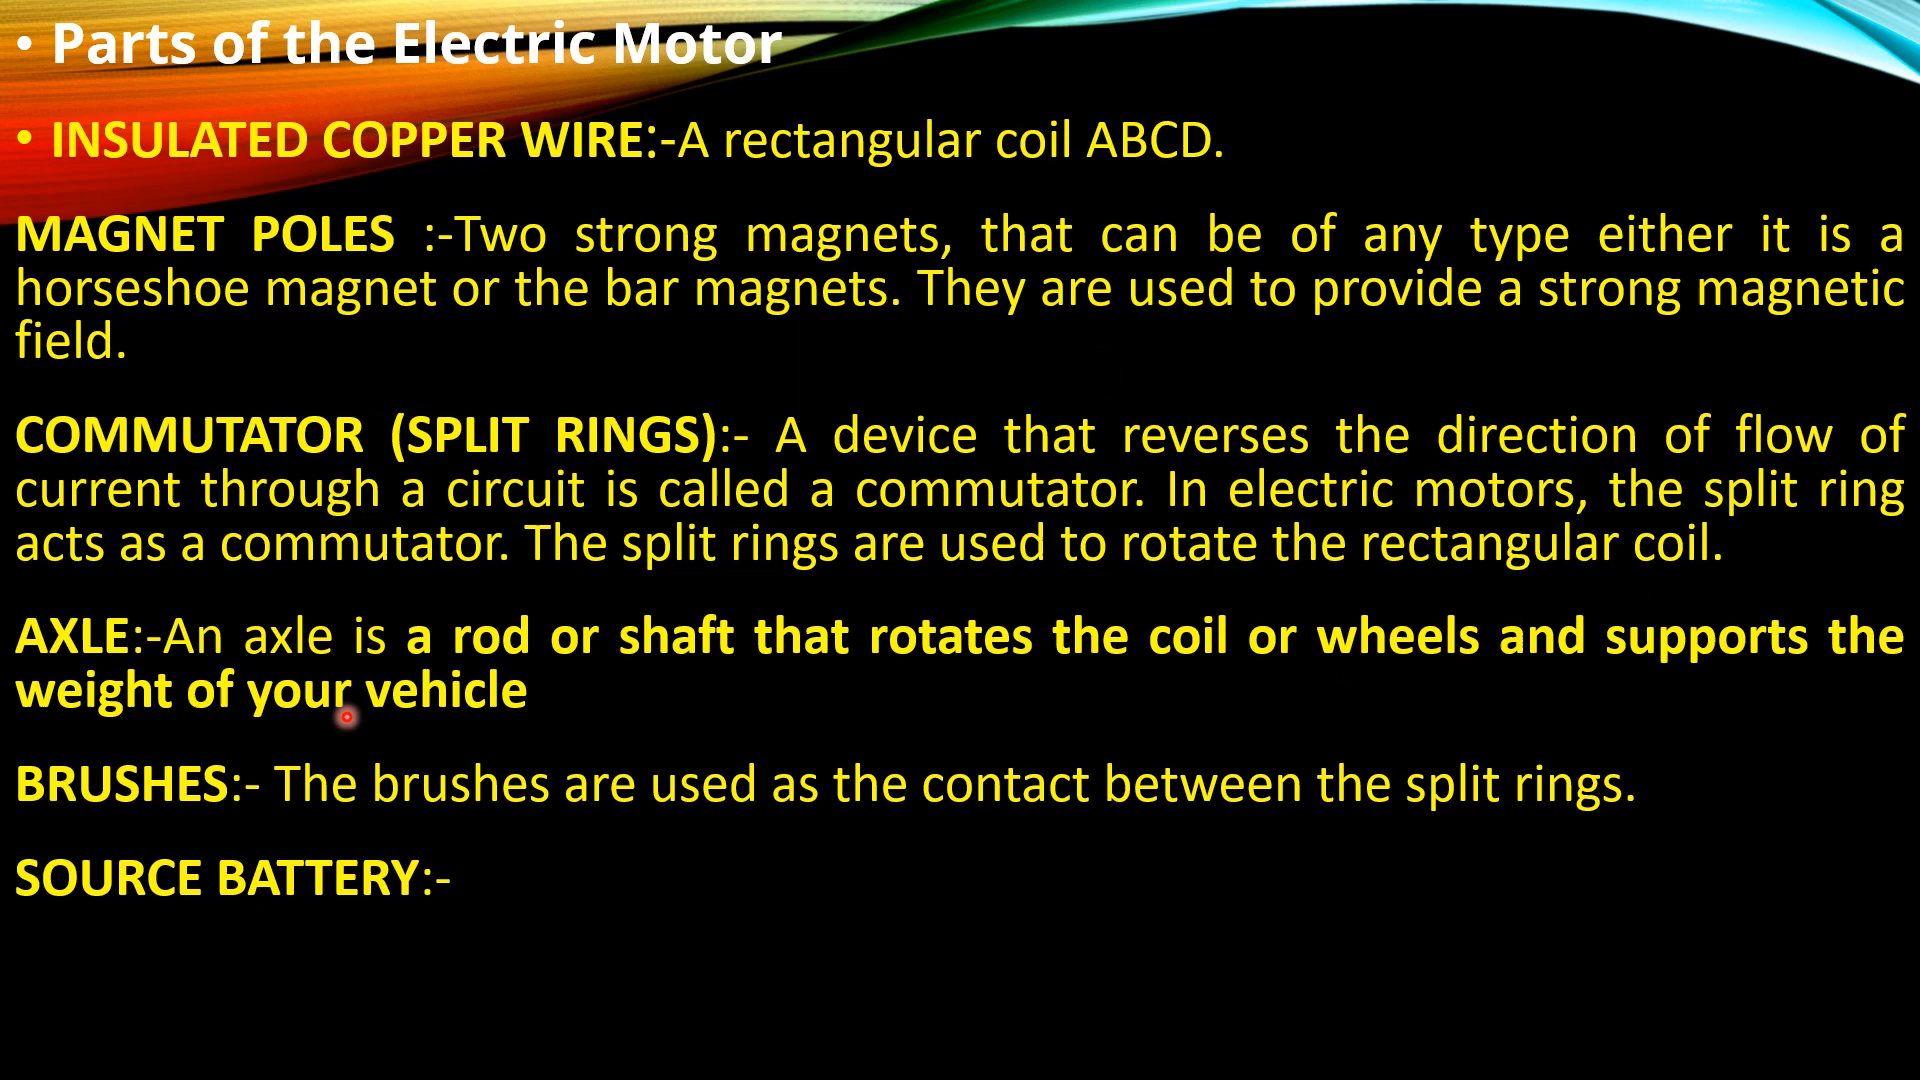 • Parts of the Electric Motor
• INSULATED COPPER WIRE:-A rectangular coil ABCD.
MAGNET POLES :-Two strong magnets, that can be of any type either it is a
horseshoe magnet or the bar magnets. They are used to provide a strong magnetic
field.
COMMUTATOR (SPLIT RINGS):- A device that reverses the direction of flow of
current through a circuit is called a commutator. In electric motors, the split ring
acts as a commutator. The split rings are used to rotate the rectangular coil.
AXLE:-An axle is a rod or shaft that rotates the coil or wheels and supports the
weight of your vehicle
BRUSHES:- The brushes are used as the contact between the split rings.
SOURCE BATTERY:-